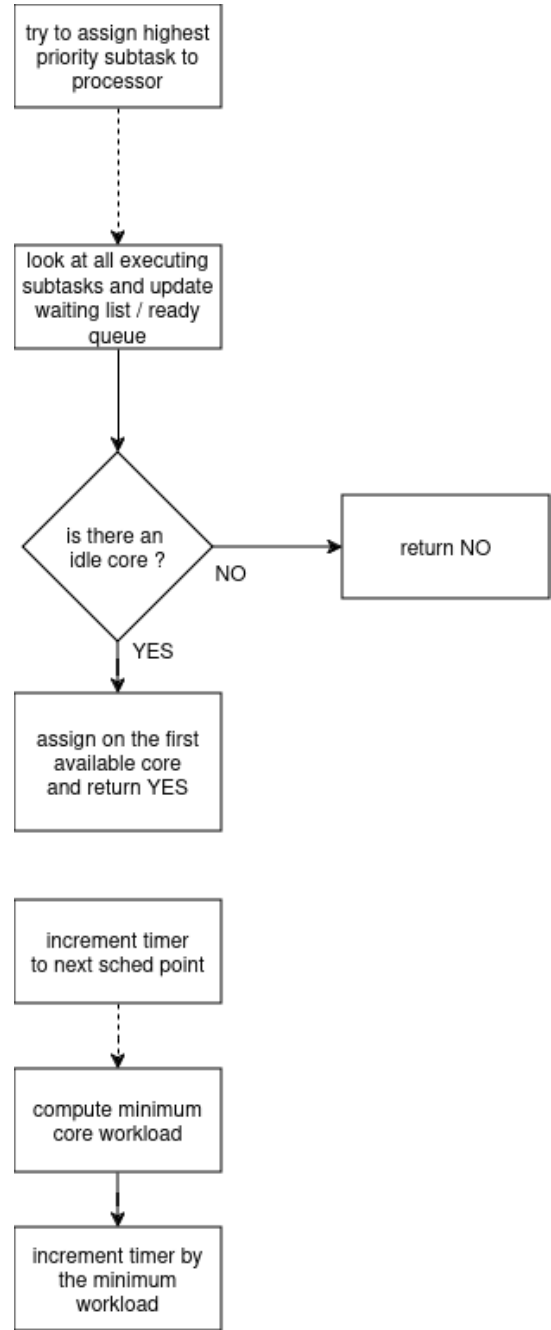 try to assign highest
priority subtask to
processor
look at all executing
subtasks and update
waiting list / ready
queue
is there an
idle core ?
NO
return NO
YES
assign on the first
available core
and return YES
increment timer
to next sched point
compute minimum
core workload
increment timer by
the minimum
workload